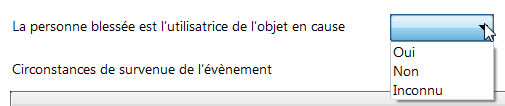 La personne blessée est l'utilisatrice de l'objet en cause
Oui
Non
Inconnu
Circonstances de survenue de l'évènement